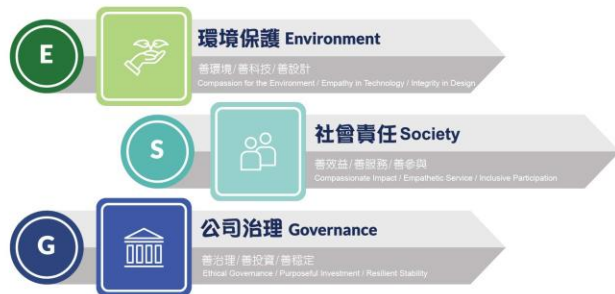 E
環境保護 Environment
善環境/善科技/善設計
Compassion for the Environment / Empathy in Technology / Integrity in Design
S
社會責任 Society
善效益/善服務/善參與
Compassionate Impact / Empathetic Service / Inclusive Participation
G
公司治理 Governance
善治理/善投資/善穩定
Ethical Governance / Purposeful Investment / Resilient Stability